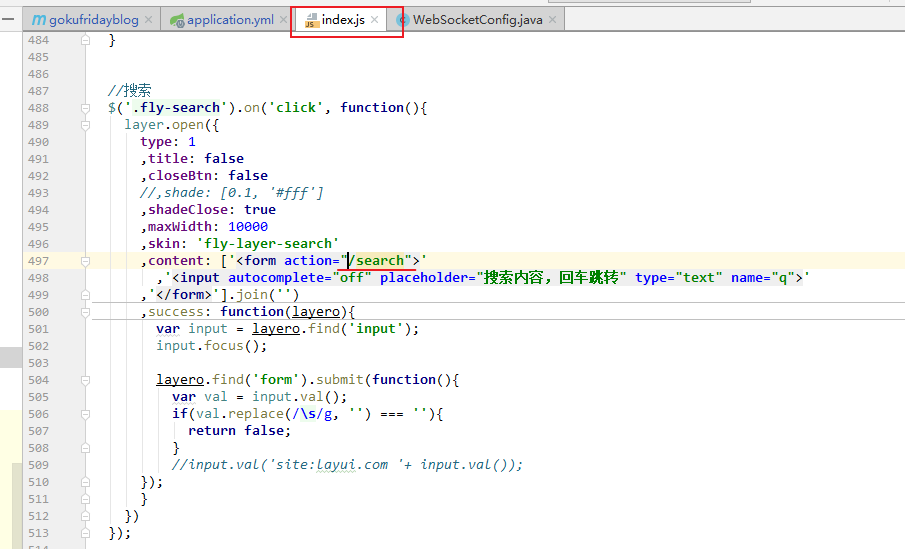 gokufridayblog application.yml index.js WebSocketConfig.java
484 }
485
486
487 //搜索
488 $('.fly-search').on('click', function(){
489 layer.open({
490 type: 1
491 ,title: false
492 ,closeBtn: false
493 //,shade: [0.1, '#fff']
494 ,shadeClose: true
495 ,maxWidth: 10000
496 ,skin: 'fly-layer-search'
497 ,content: ['<form action="/search">'
498 ,'<input autocomplete="off" placeholder="搜索内容，回车跳转" type="text" name="q">'
499 ,'</form>'].join('')
500 ,success: function(layero){
501 var input = layero.find('input');
502 input.focus();
503
504 layero.find('form').submit(function(){
505 var val = input.val();
506 if(val.replace(/\s/g, '') === ''){
507 return false;
508 }
509 //input.val('site:layui.com '+ input.val());
510 });
511 }
512 })
513 });